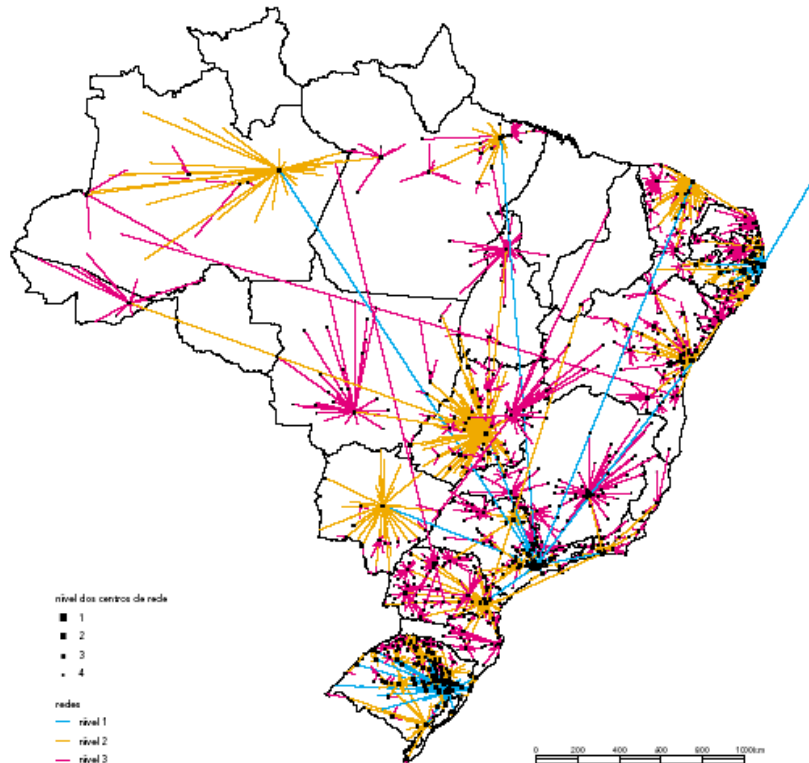 nível dos centros de rede
1
2
3
4
redes
nível 1
nível 2
nível 3
0 200 400 600 800 1000km